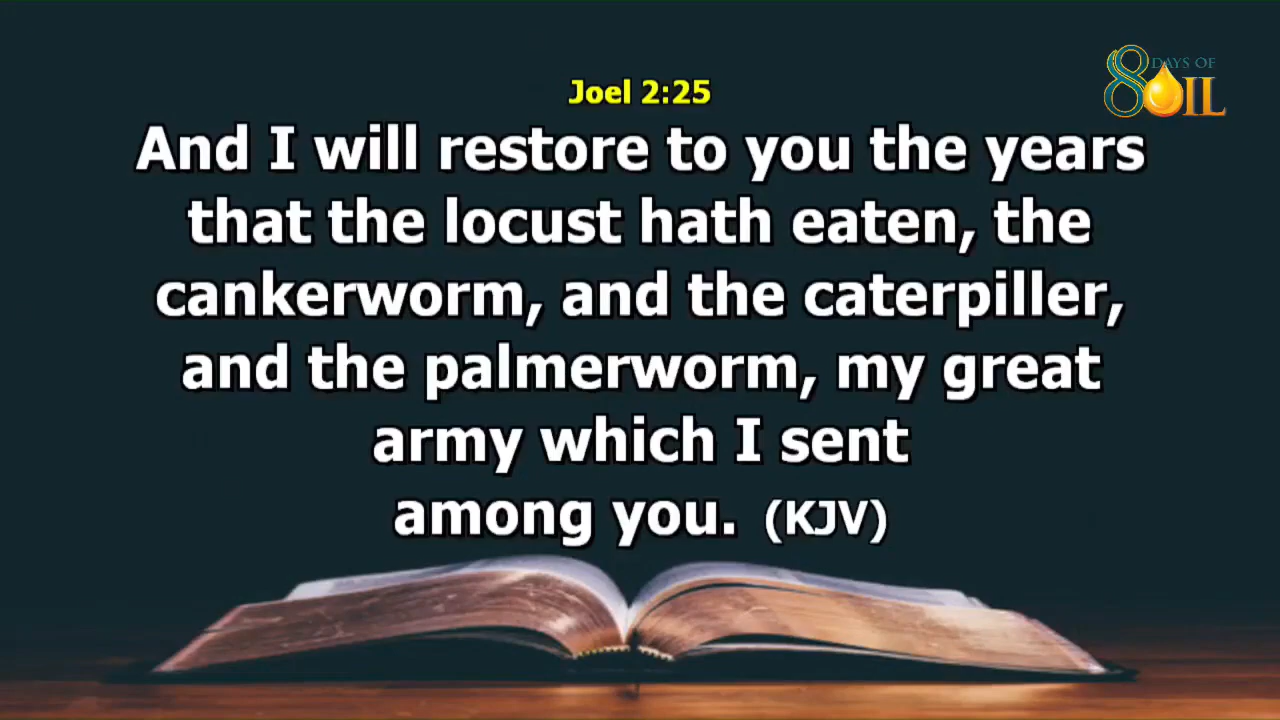 8 DAYS OF
OIL
Joel 2:25
And I will restore to you the years
that the locust hath eaten, the
cankerworm, and the caterpiller,
and the palmerworm, my great
army which I sent
among you. (KJV)